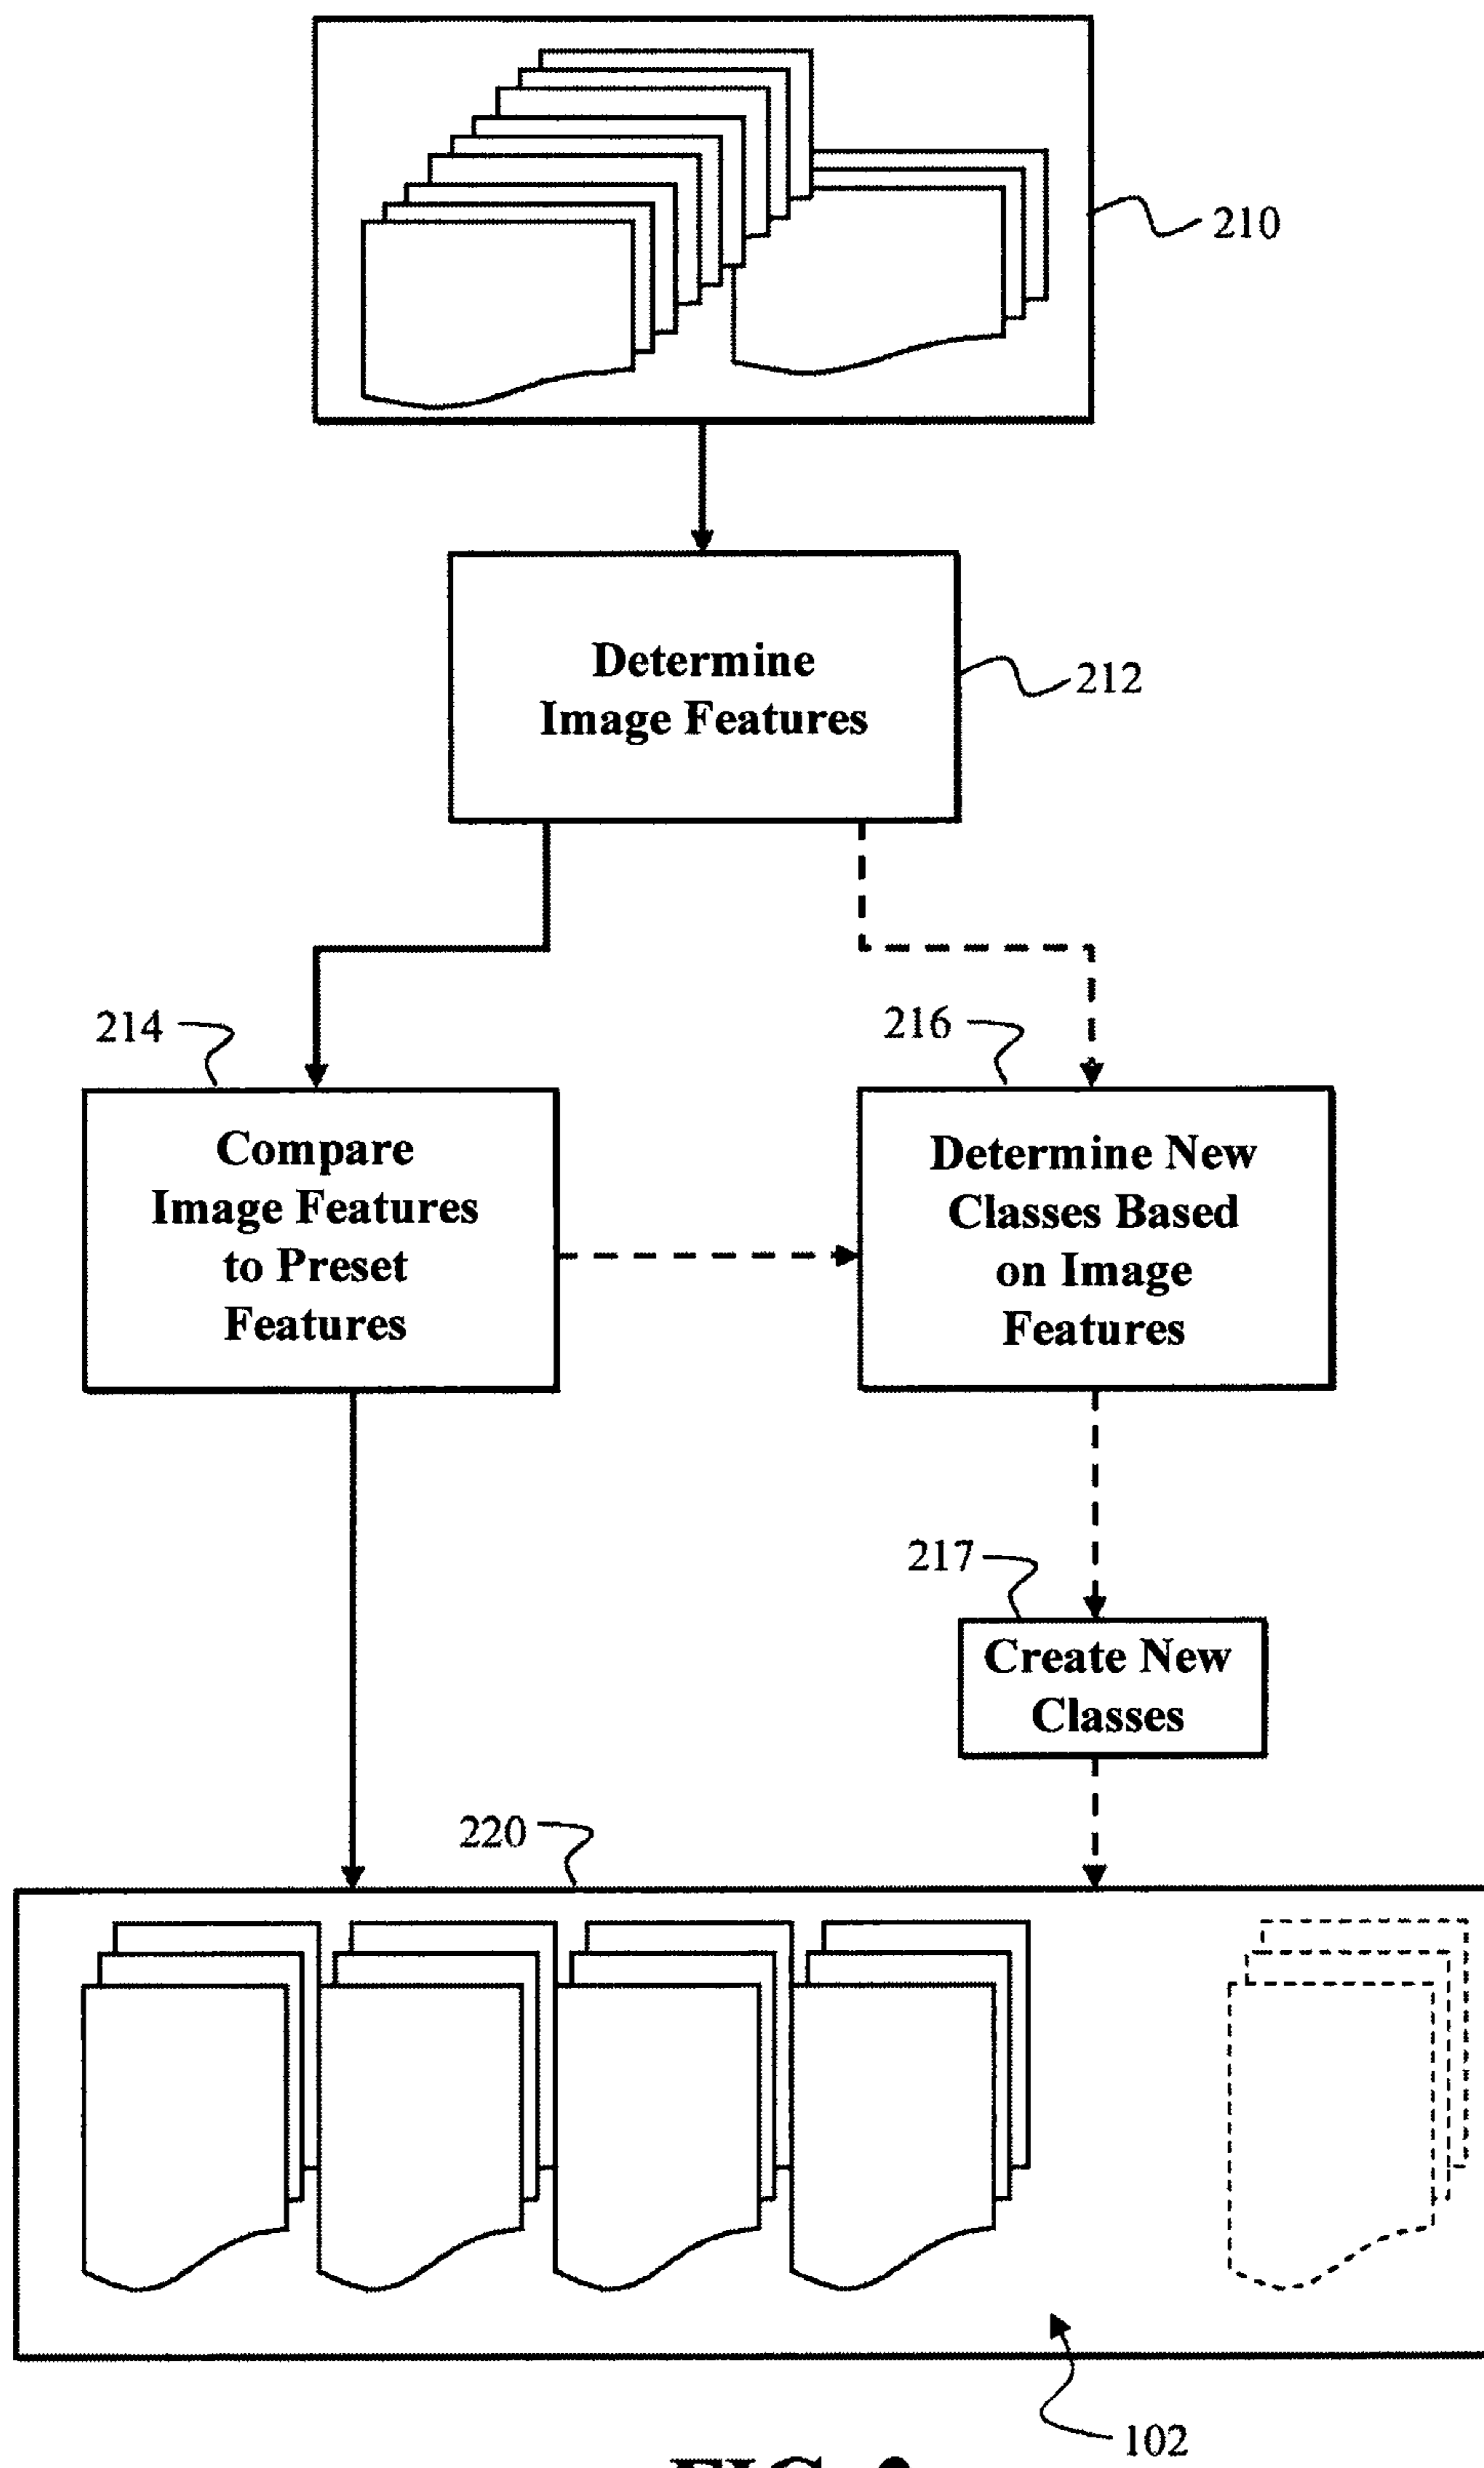 210
Determine
Image Features
212
214
216
Compare
Image Features
to Preset
Features
Determine New
Classes Based
on Image
Features
217
Create New
Classes
220
102
FIG.